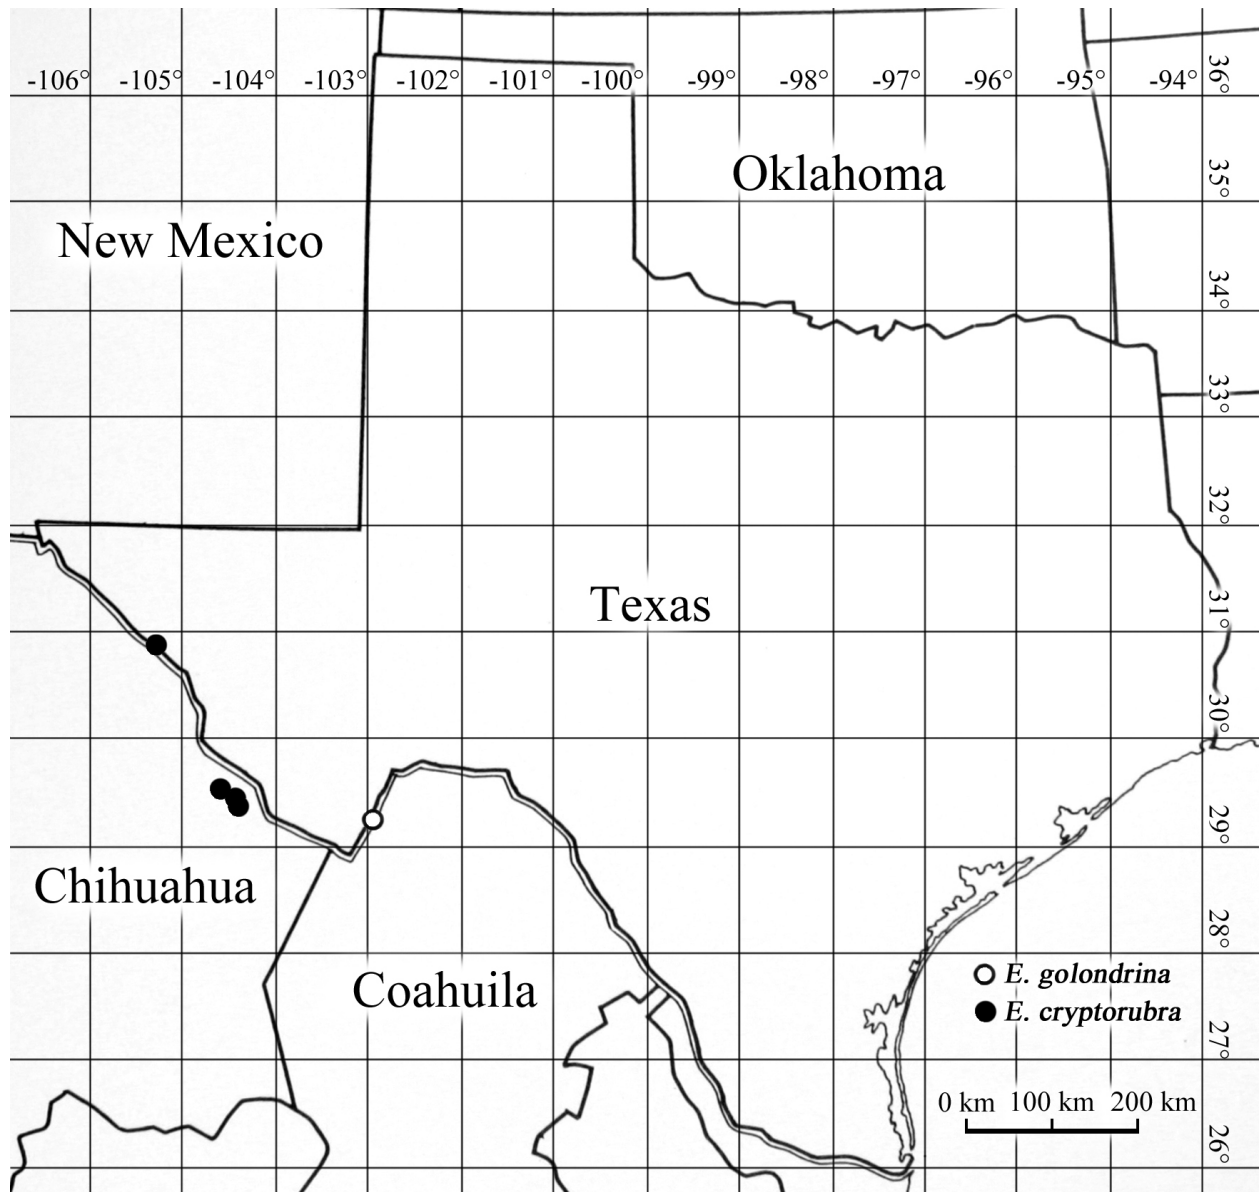 -106° -105° -104° -103° -102° -101° -100° -99° -98° -97° -96° -95° -94°
36°
Oklahoma
35°
New Mexico
34°
33°
32°
Texas
31°
30°
29°
Chihuahua
28°
Coahuila
E. golondrina
E. cryptorubra
27°
0 km 100 km 200 km
26°